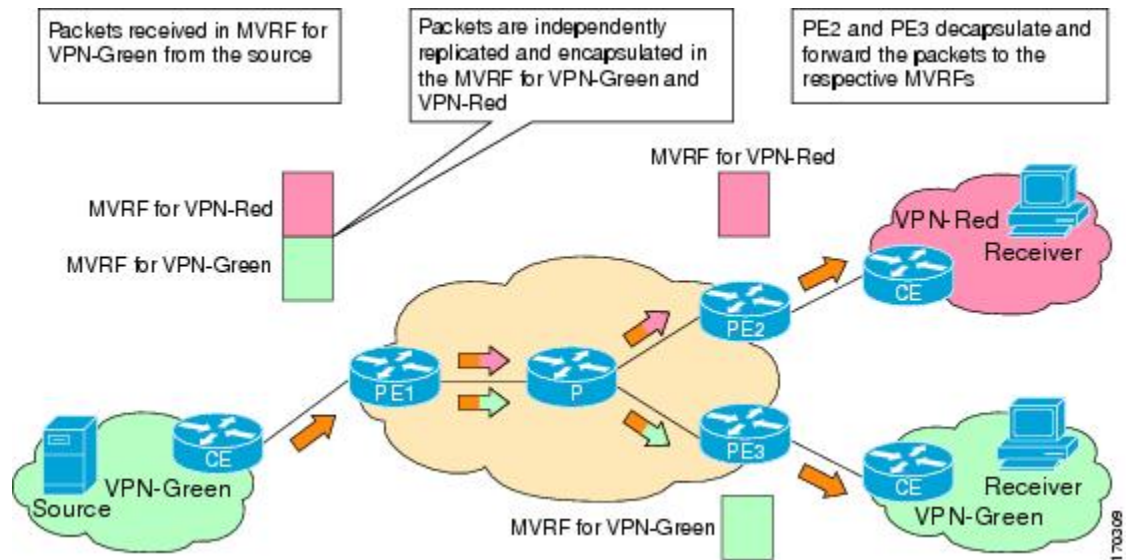 Packets received in MVRF for
VPN-Green from the source
Packets are independently
replicated and encapsulated in
the MVRF for VPN-Green and
VPN-Red
PE2 and PE3 decapsulate and
forward the packets to the
respective MVRFs
MVRF for VPN-Red
MVRF for VPN-Green
MVRF for VPN-Red
VPN-Red
Receiver
CE
PE2
PE1
P
PE3
CE
VPN-Green
Source
CE
Receiver
VPN-Green
MVRF for VPN-Green
170309